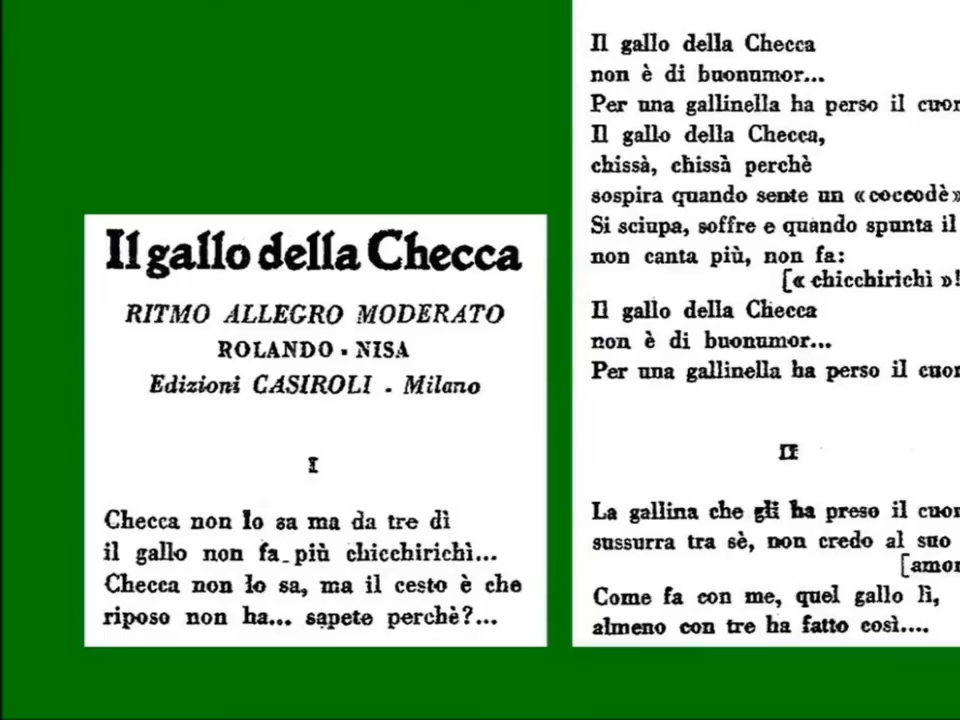 Il gallo della Checca
RITMO ALLEGRO MODERATO
ROLANDO - NISA
Edizioni CASIROLI - Milano
I
Checca non lo sa ma da tre dì
il gallo non fa più chicchirichì...
Checca non lo sa, ma il cesto è che
riposo non ha... sapete perchè?...
Il gallo della Checca
non è di buonumor...
Per una gallinella ha perso il cuor
Il gallo della Checca,
chissà, chissà perchè
sospira quando sente un «coccodè»
Si sciupa, soffre e quando spunta il
non canta più, non fa:
[« chicchirichì »!
Il gallo della Checca
non è di buonumor...
Per una gallinella ha perso il cuor
II
La gallina che gli ha preso il cuor
sussurra tra sè, non credo al suo
[amor
Come fa con me, quel gallo lì,
almeno con tre ha fatto così....